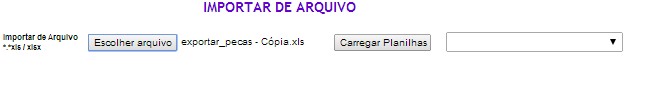 IMPORTAR DE ARQUIVO
Importar de Arquivo
*.*xls / xlsx
Escolher arquivo exportar_pecas - Cópia.xls Carregar Planilhas